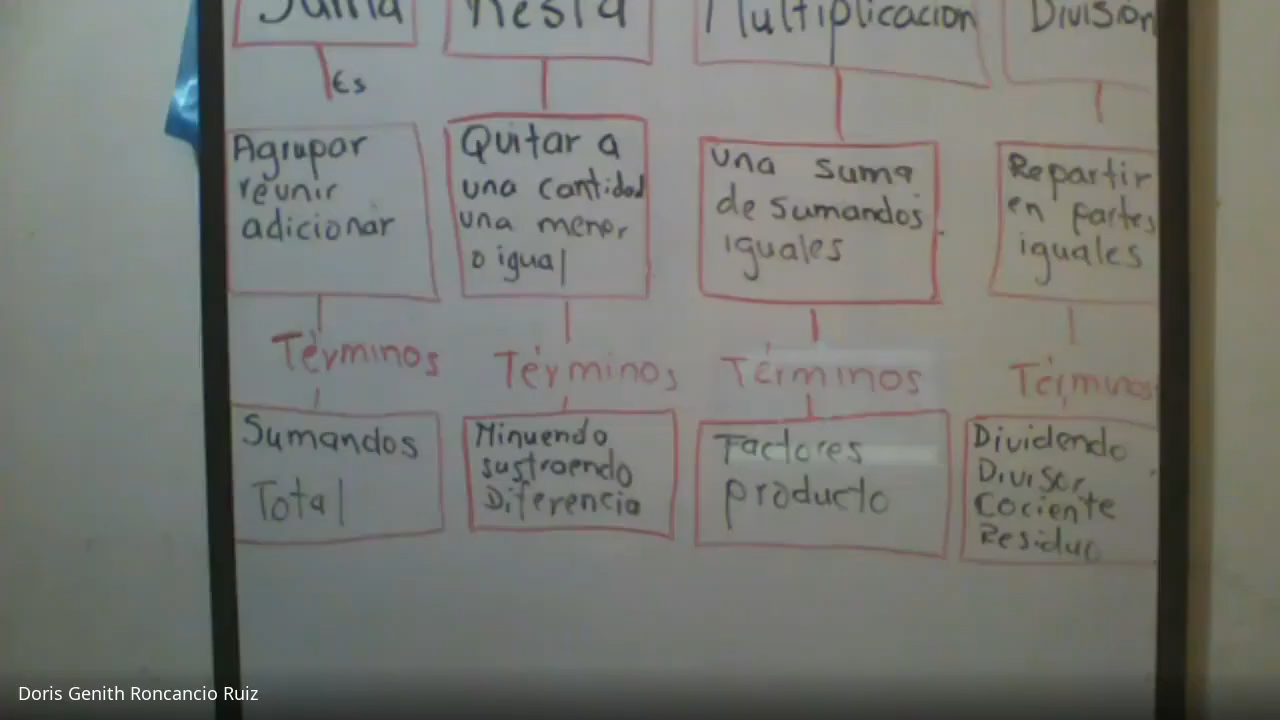 Suma
Resta
Multiplicación
División
Es
Agrupar
reunir
adicionar
Quitar a
una cantidad
una menor
o igual
una suma
de sumandos
iguales
Repartir
en partes
iguales
Términos
Términos
Términos
Términos
Sumandos
Total
Minuendo
sustraendo
Diferencia
Factores
producto
Dividendo
Divisor
Cociente
Residuo
Doris Genith Roncancio Ruiz